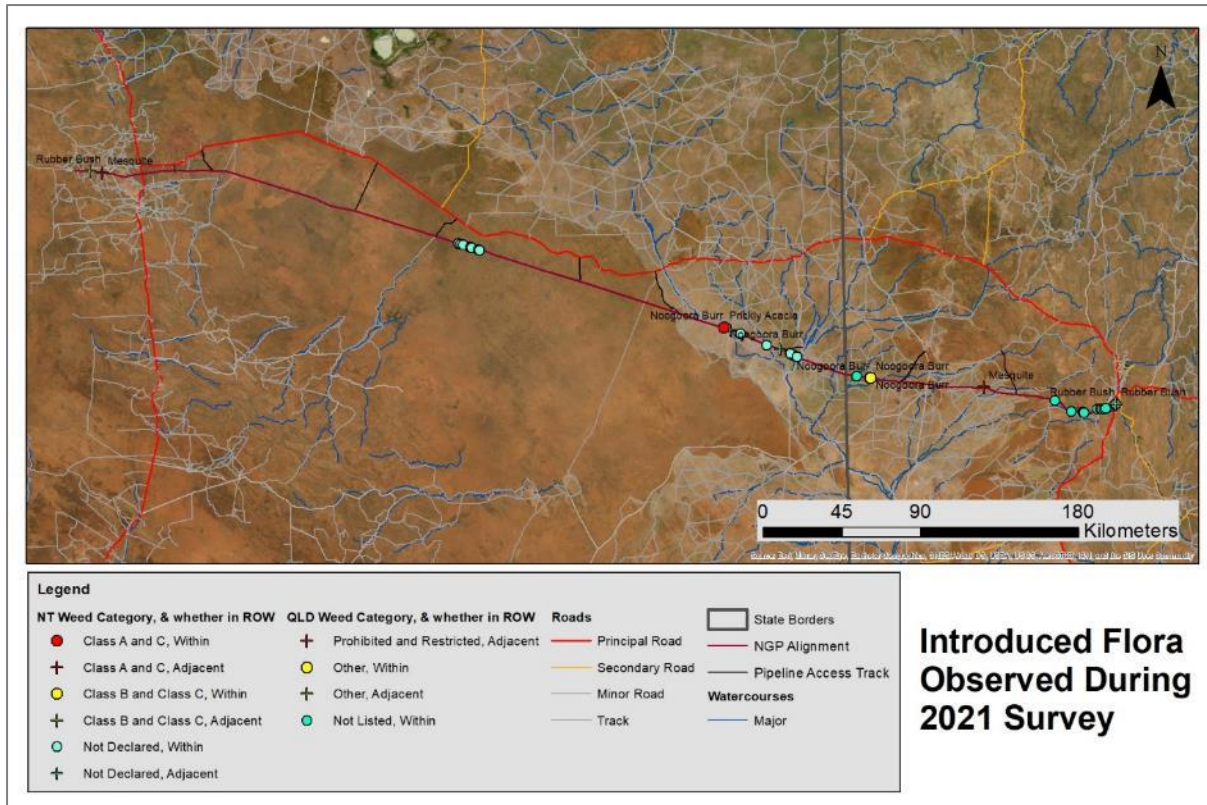 N
Rubber Bush Mesquite
Noogoora Burr Prickly Acacia
Noogoora Burr
Noogoora Burr Noogoora Burr
Noogoora Burr
Mesquite
Rubber Bush Rubber Bush
0 45 90 180
Kilometers
Legend
NT Weed Category, & whether in ROW
Class A and C, Within
Class A and C, Adjacent
Class B and Class C, Within
Class B and Class C, Adjacent
Not Declared, Within
Not Declared, Adjacent
QLD Weed Category, & whether in ROW
Prohibited and Restricted, Adjacent
Other, Within
Other, Adjacent
Not Listed, Within
Roads
Principal Road
Secondary Road
Minor Road
Track
State Borders
NGP Alignment
Pipeline Access Track
Watercourses
Major
Introduced Flora
Observed During
2021 Survey